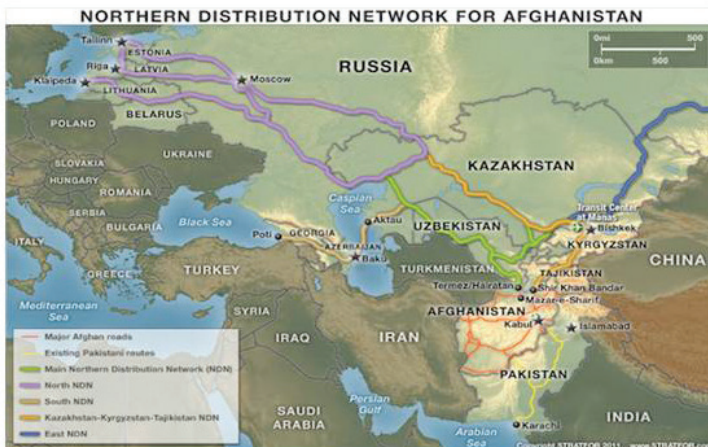 NORTHERN DISTRIBUTION NETWORK FOR AFGHANISTAN
Tallinn
ESTONIA
Riga
LATVIA
Moscow
Klaipeda
LITHUANIA
BELARUS
RUSSIA
0mi 500
0km 500
POLAND
UKRAINE
KAZAKHSTAN
SLOVAKIA
HUNGARY
ROMANIA
SERBIA
BULGARIA
ITALY
GREECE
Black Sea
Caspian
Sea
Aktau
Poti
GEORGIA
AZERBAIJAN
Baku
UZBEKISTAN
Transit Center
at Manas
Bishkek
KYRGYZSTAN
CHINA
TURKEY
TURKMENISTAN
TAJIKISTAN
Termez/Hairatan
Shir Khan Bandar
Mazar-e-Sharif
Mediterranean
Sea
SYRIA
IRAQ
IRAN
AFGHANISTAN
Kabul
Islamabad
PAKISTAN
Karachi
INDIA
SAUDI
ARABIA
Persian
Gulf
Arabian
Sea
Major Afghan roads
Existing Pakistani routes
Main Northern Distribution Network (NDN)
North NDN
South NDN
Kazakhstan-Kyrgyzstan-Tajikistan NDN
East NDN
Copyright STRATFOR 2011 www.STRATFOR.com